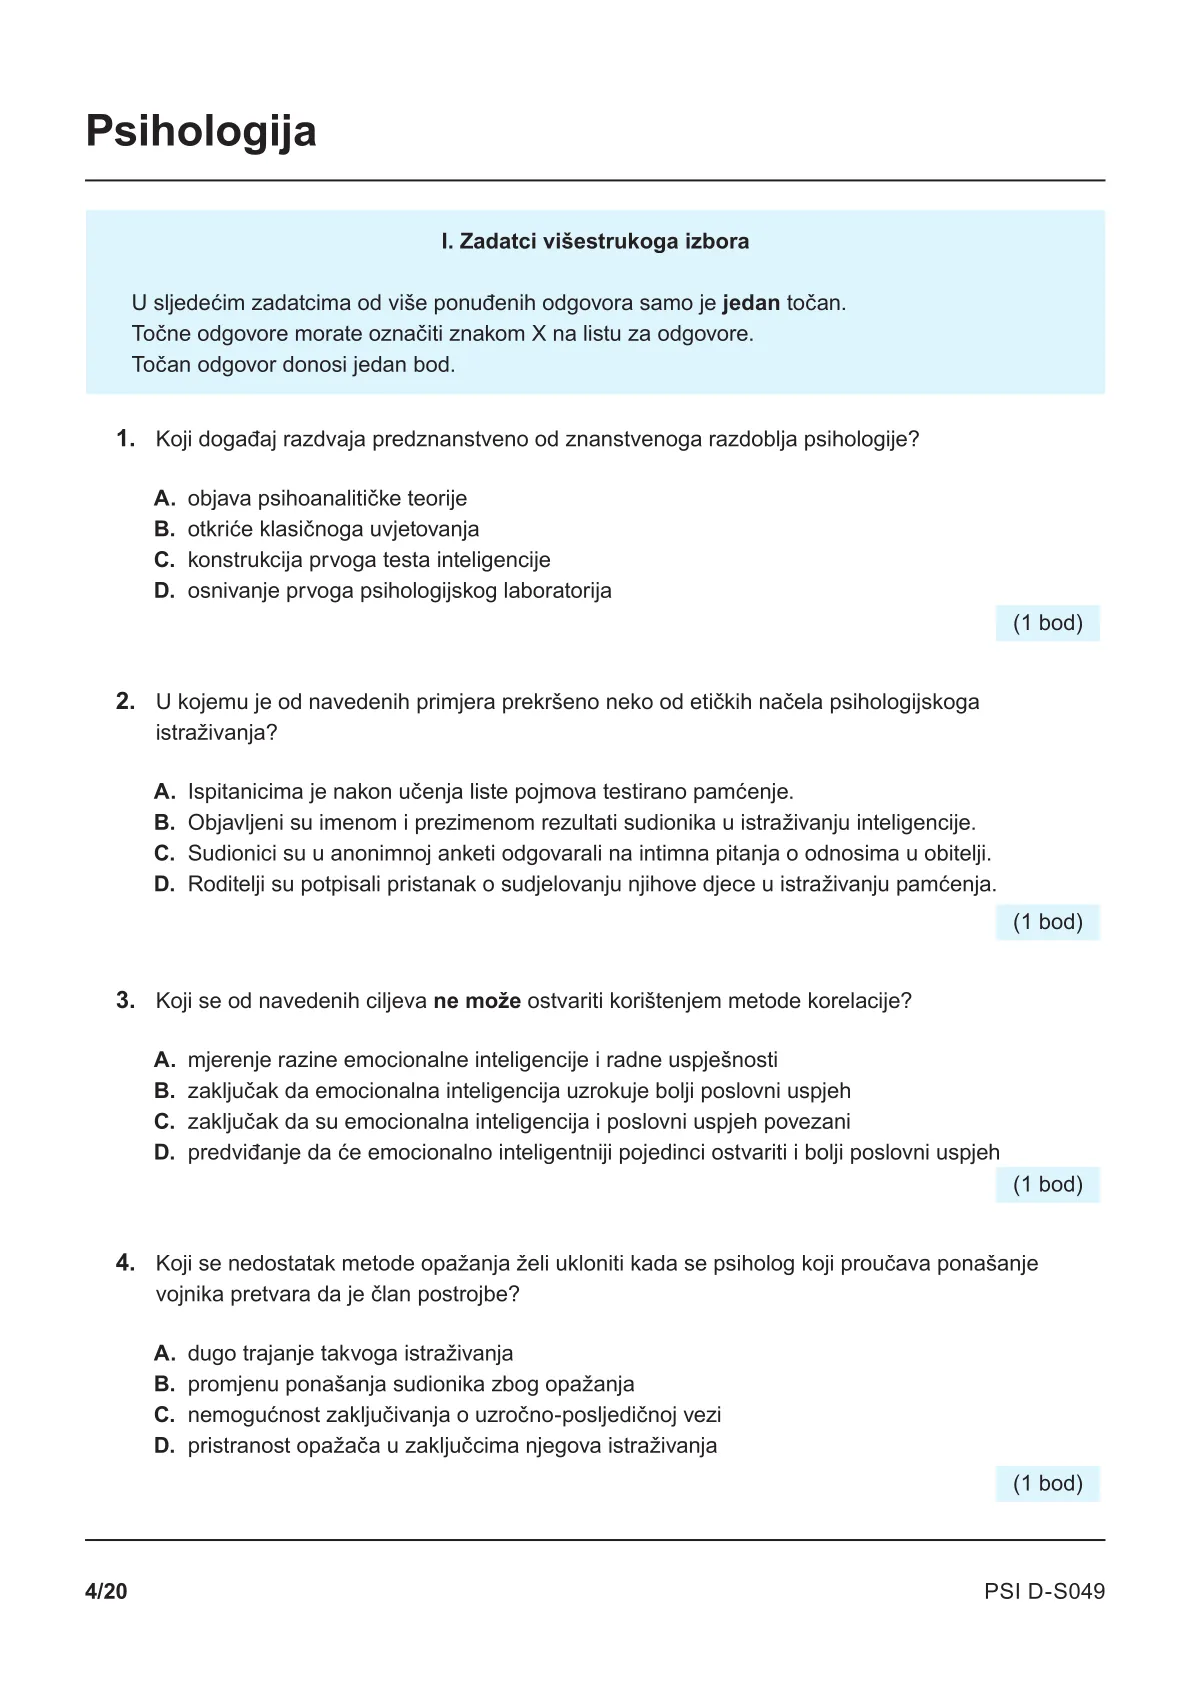 Psihologija
I. Zadatci višestrukoga izbora
U sljedećim zadatcima od više ponuđenih odgovora samo je jedan točan.
Točne odgovore morate označiti znakom X na listu za odgovore.
Točan odgovor donosi jedan bod.
1. Koji događaj razdvaja predznanstveno od znanstvenoga razdoblja psihologije?
A. objava psihoanalitičke teorije
B. otkriće klasičnoga uvjetovanja
C. konstrukcija prvoga testa inteligencije
D. osnivanje prvoga psihologijskog laboratorija
(1 bod)
2. U kojemu je od navedenih primjera prekršeno neko od etičkih načela psihologijskoga
istraživanja?
A. Ispitanicima je nakon učenja liste pojmova testirano pamćenje.
B. Objavljeni su imenom i prezimenom rezultati sudionika u istraživanju inteligencije.
C. Sudionici su u anonimnoj anketi odgovarali na intimna pitanja o odnosima u obitelji.
D. Roditelji su potpisali pristanak o sudjelovanju njihove djece u istraživanju pamćenja.
(1 bod)
3. Koji se od navedenih ciljeva ne može ostvariti korištenjem metode korelacije?
A. mjerenje razine emocionalne inteligencije i radne uspješnosti
B. zaključak da emocionalna inteligencija uzrokuje bolji poslovni uspjeh
C. zaključak da su emocionalna inteligencija i poslovni uspjeh povezani
D. predviđanje da će emocionalno inteligentniji pojedinci ostvariti i bolji poslovni uspjeh
(1 bod)
4. Koji se nedostatak metode opažanja želi ukloniti kada se psiholog koji proučava ponašanje
vojnika pretvara da je član postrojbe?
A. dugo trajanje takvoga istraživanja
B. promjenu ponašanja sudionika zbog opažanja
C. nemogućnost zaključivanja o uzročno-posljedičnoj vezi
D. pristranost opažača u zaključcima njegova istraživanja
(1 bod)
4/20
PSI D-S049